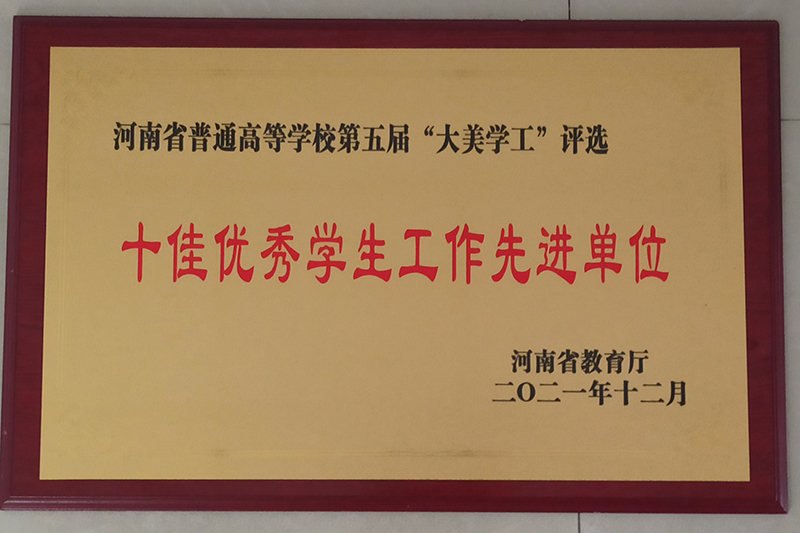 河南省普通高等学校第五届“大美学工”评选
十佳优秀学生工作先进单位
河南省教育厅
二〇二一年十二月